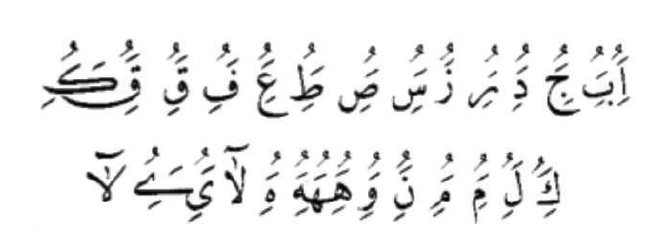 اَُِ بَُِ جَُِ دَُِ رَُِ زَُِ سَُِ صَُِ طَُِ عَُِ فَُِ قَُِ قَُِ كَُِ
كَُِ لَُِ مَُِ مَُِ نَُِ وَُِ هَُِهَُِهَُِ هَُِ لآ يَُِ ےَُِ لآ